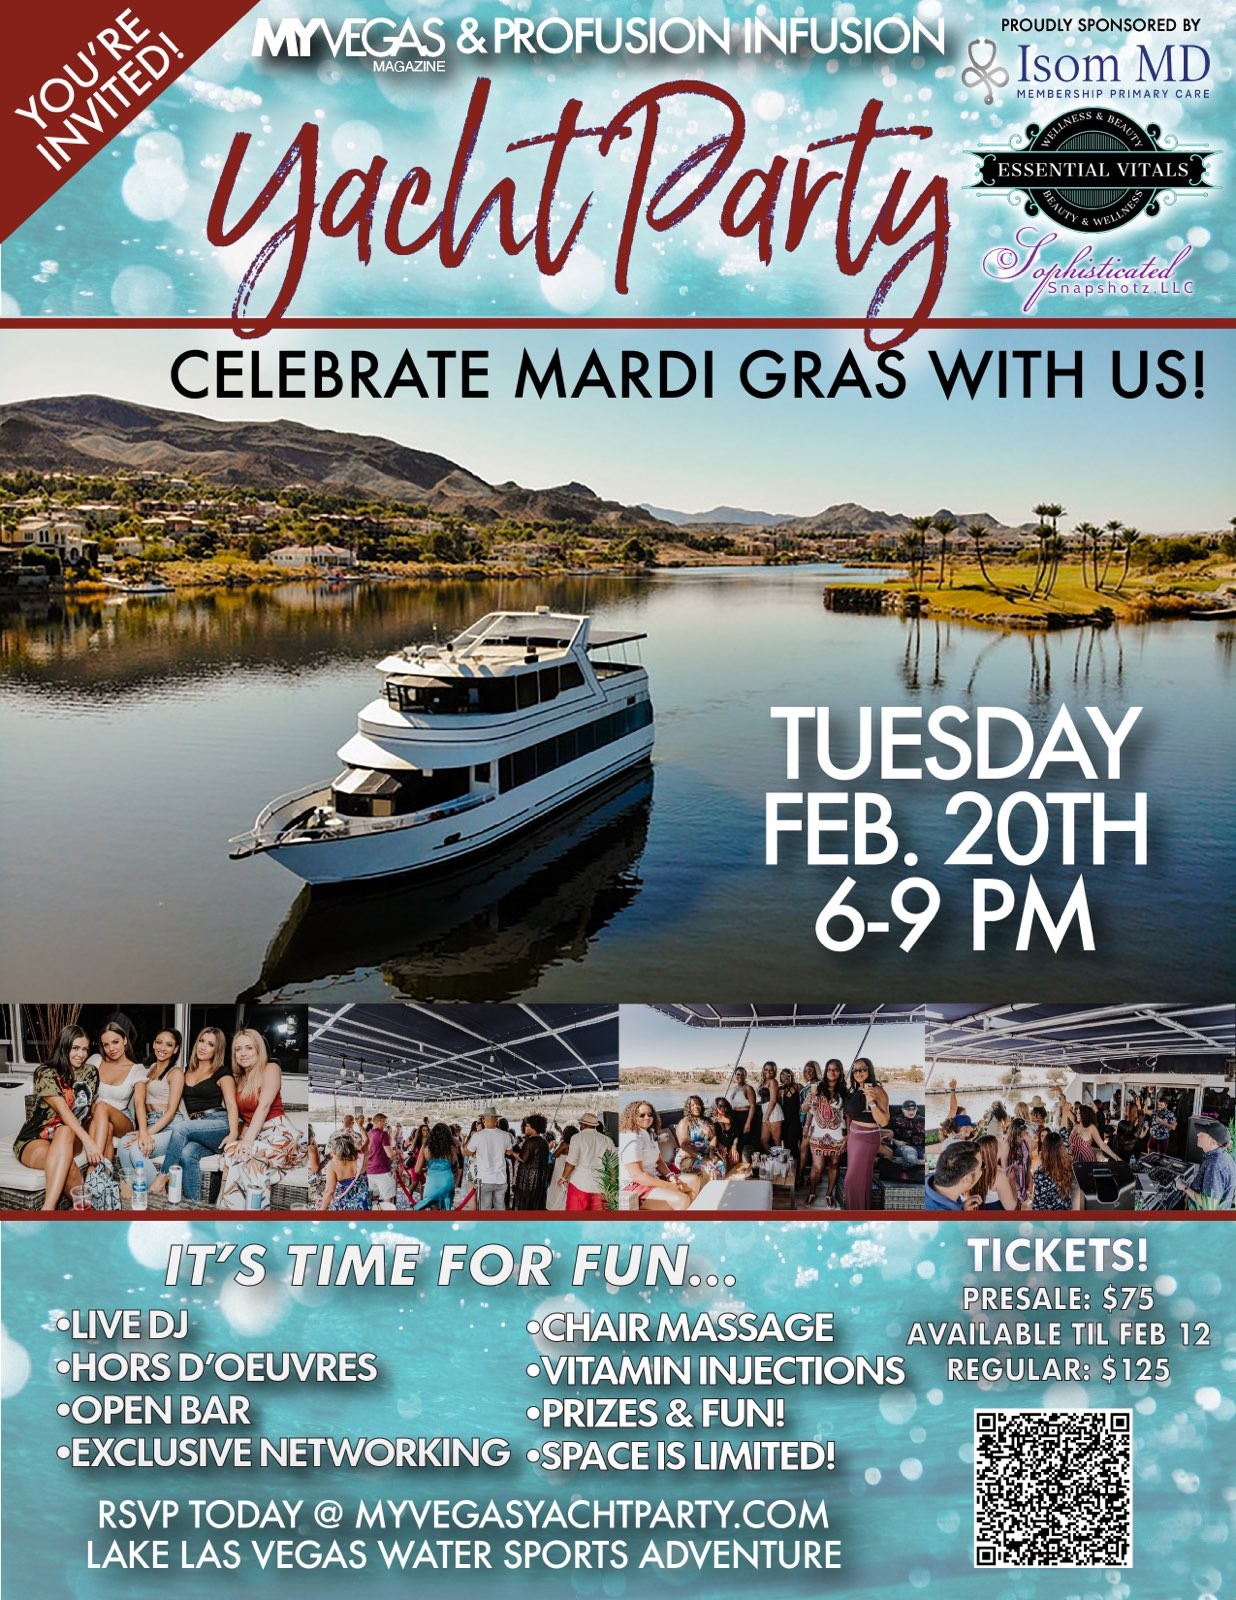 YOU'RE
INVITED!
MYVEGAS & PROFUSION INFUSION
MAGAZINE
Yacht Party
PROUDLY SPONSORED BY
Isom MD
MEMBERSHIP PRIMARY CARE
WELLNESS & BEAUTY
ESSENTIAL VITALS
BEAUTY & WELLNESS
©Sophisticated
Snapshotz, LLC
CELEBRATE MARDI GRAS WITH US!
TUESDAY
FEB. 20TH
6-9 PM
IT'S TIME FOR FUN...
•LIVE DJ
•HORS D'OEUVRES
•OPEN BAR
•EXCLUSIVE NETWORKING
•CHAIR MASSAGE
•VITAMIN INJECTIONS
•PRIZES & FUN!
•SPACE IS LIMITED!
TICKETS!
PRESALE: $75
AVAILABLE TIL FEB 12
REGULAR: $125
RSVP TODAY @ MYVEGASYACHTPARTY.COM
LAKE LAS VEGAS WATER SPORTS ADVENTURE